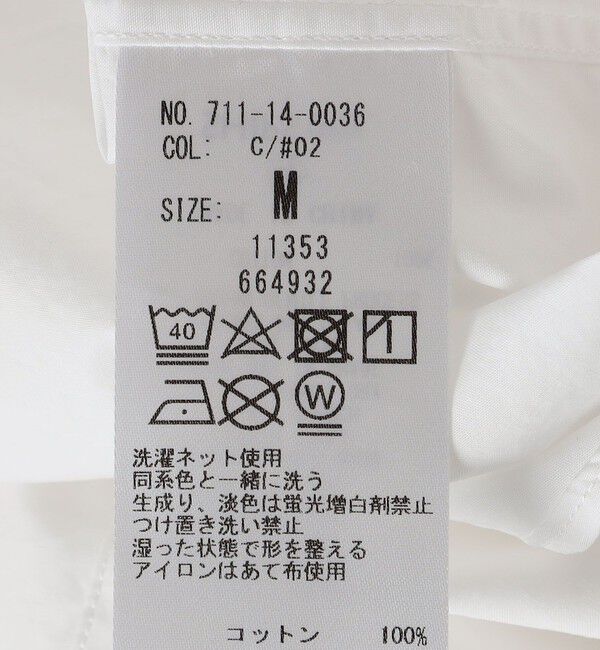 NO. 711-14-0036
COL: C/#02
SIZE: M
11353
664932
40
W
洗濯ネット使用
同系色と一緒に洗う
生成り、淡色は蛍光増白剤禁止
つけ置き洗い禁止
湿った状態で形を整える
アイロンはあて布使用
コットン 100%